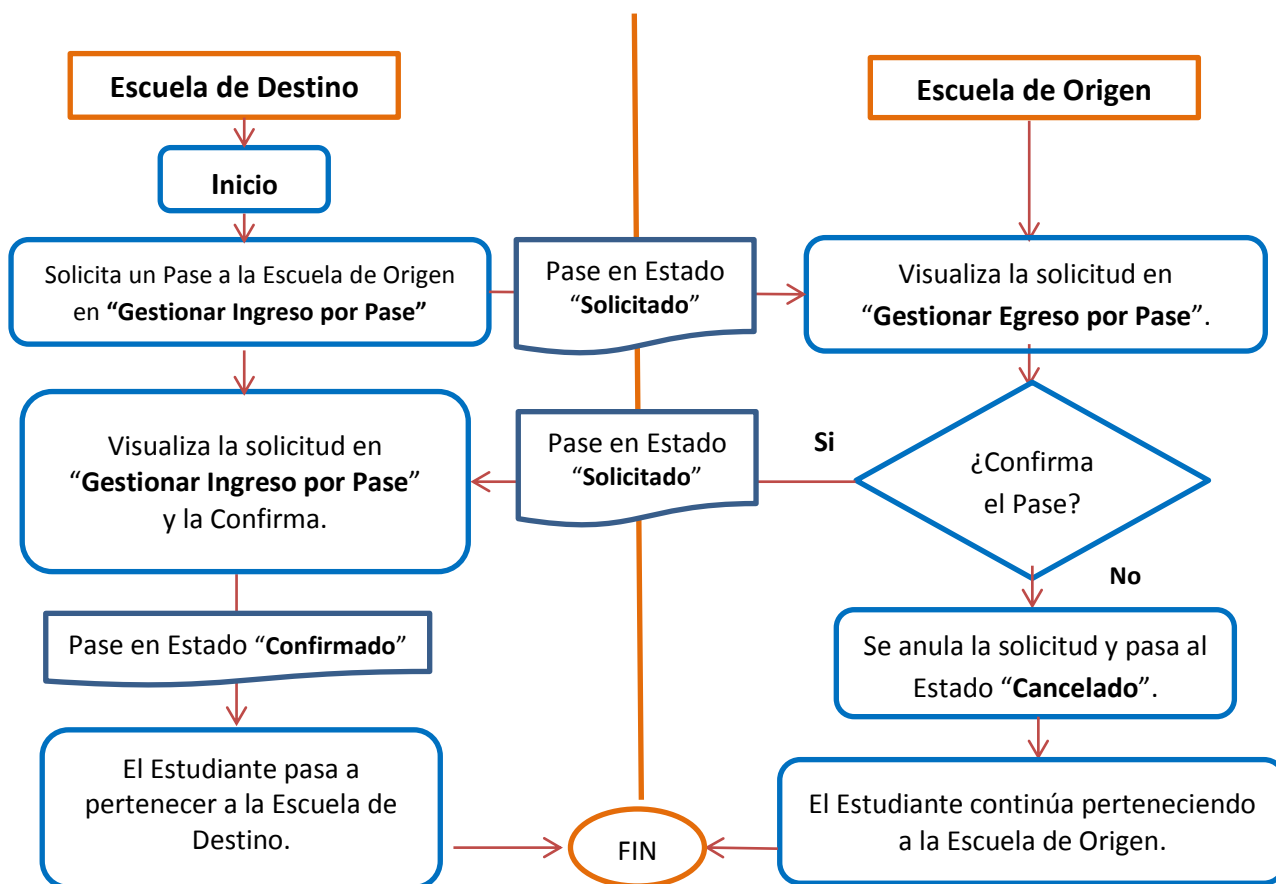 Escuela de Destino
Escuela de Origen
Inicio
Solicita un Pase a la Escuela de Origen
en “Gestionar Ingreso por Pase”
Pase en Estado
“Solicitado”
Visualiza la solicitud en
“Gestionar Egreso por Pase”.
Visualiza la solicitud en
“Gestionar Ingreso por Pase”
y la Confirma.
Pase en Estado
“Solicitado”
Si
¿Confirma
el Pase?
No
Pase en Estado “Confirmado”
Se anula la solicitud y pasa al
Estado “Cancelado”.
El Estudiante pasa a
pertenecer a la Escuela de
Destino.
FIN
El Estudiante continúa perteneciendo
a la Escuela de Origen.